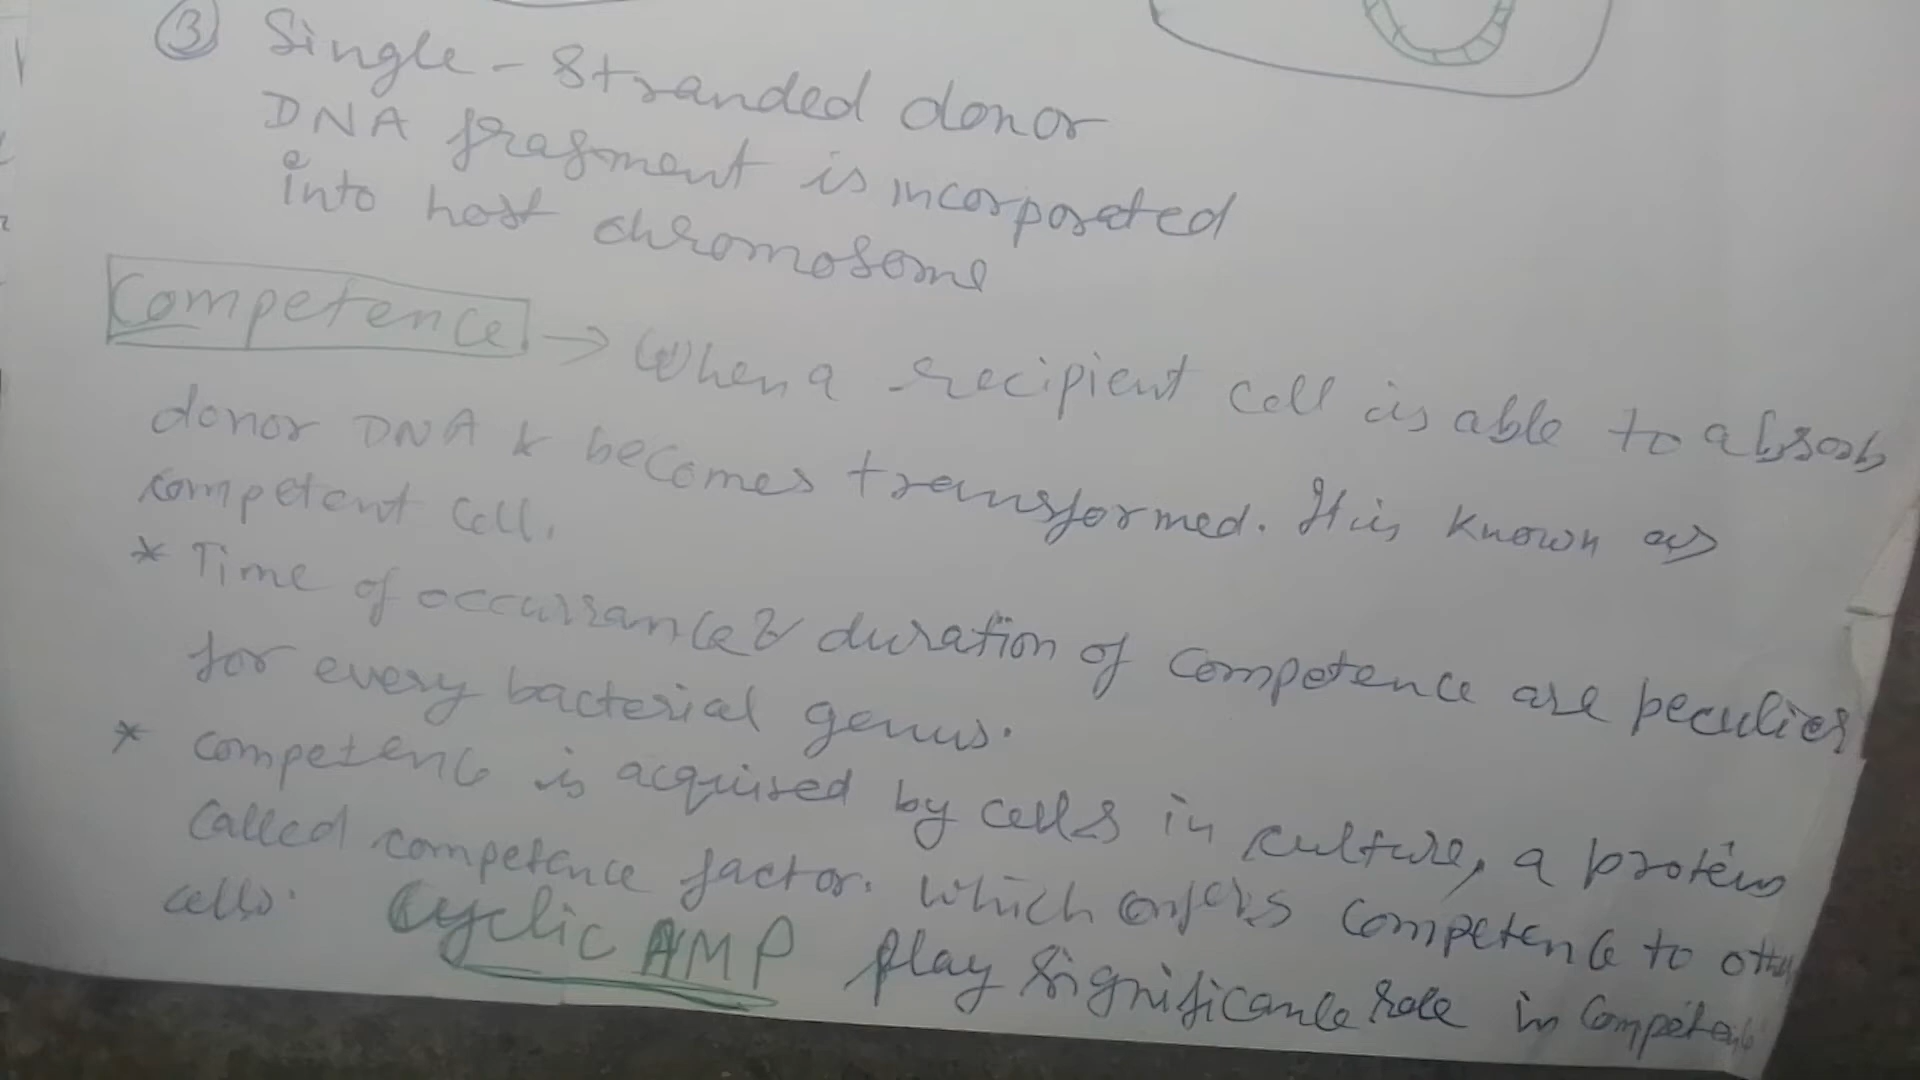 ③ Single-stranded donor
DNA fragment is incorporated
into host chromosome
Competence → When a recipient cell is able to absorb
donor DNA & becomes transformed. It is known as
competent cell.
* Time of occurrance & duration of competence are peculier
for every bacterial genus.
* competence is acquired by cells in culture, a protein
called competence factor. which confers competence to other
cells. Cyclic AMP play significance role in Competenc